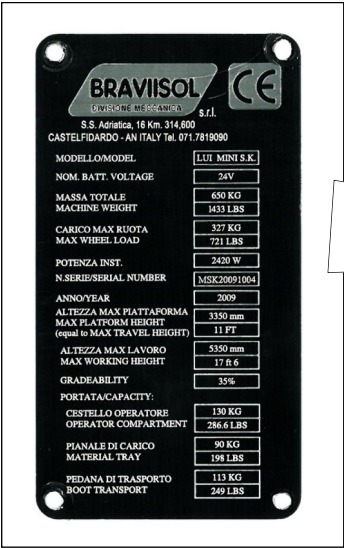 BRAVIISOL
DIVISIONE MECCANICA
s.r.l.
CE
S.S. Adriatica, 16 Km. 314,600
CASTELFIDARDO - AN ITALY Tel. 071.7819090
MODELLO/MODEL LUI MINI S.K.
NOM. BATT. VOLTAGE 24V
MASSA TOTALE 650 KG
MACHINE WEIGHT 1433 LBS
CARICO MAX RUOTA 327 KG
MAX WHEEL LOAD 721 LBS
POTENZA INST. 2420 W
N.SERIE/SERIAL NUMBER MSK20091004
ANNO/YEAR 2009
ALTEZZA MAX PIATTAFORMA 3350 mm
MAX PLATFORM HEIGHT 11 FT
(equal to MAX TRAVEL HEIGHT)
ALTEZZA MAX LAVORO 5350 mm
MAX WORKING HEIGHT 17 ft 6
GRADEABILITY 35%
PORTATA/CAPACITY:
CESTELLO OPERATORE 130 KG
OPERATOR COMPARTMENT 286.6 LBS
PIANALE DI CARICO 90 KG
MATERIAL TRAY 198 LBS
PEDANA DI TRASPORTO 113 KG
BOOT TRANSPORT 249 LBS